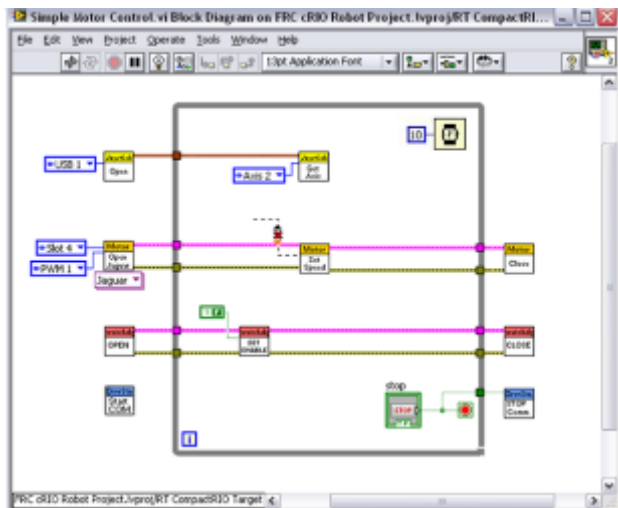 Simple Motor Control.vi Block Diagram on FRC cRIO Robot Project.lvproj/RT CompactRI...
File Edit View Project Operate Tools Window Help
13pt Application Font
10
USB 1
Open
Axis 2
Get
Axis
Slot 4
PWM 1
Motor
Open
Jaguar
Motor
Set
Speed
Motor
Close
Jaguar
OPEN
ENABLE
CLOSE
Start
COM
stop
STOP
STOP
Comm
i
FRC cRIO Robot Project.lvproj/RT CompactRIO Target